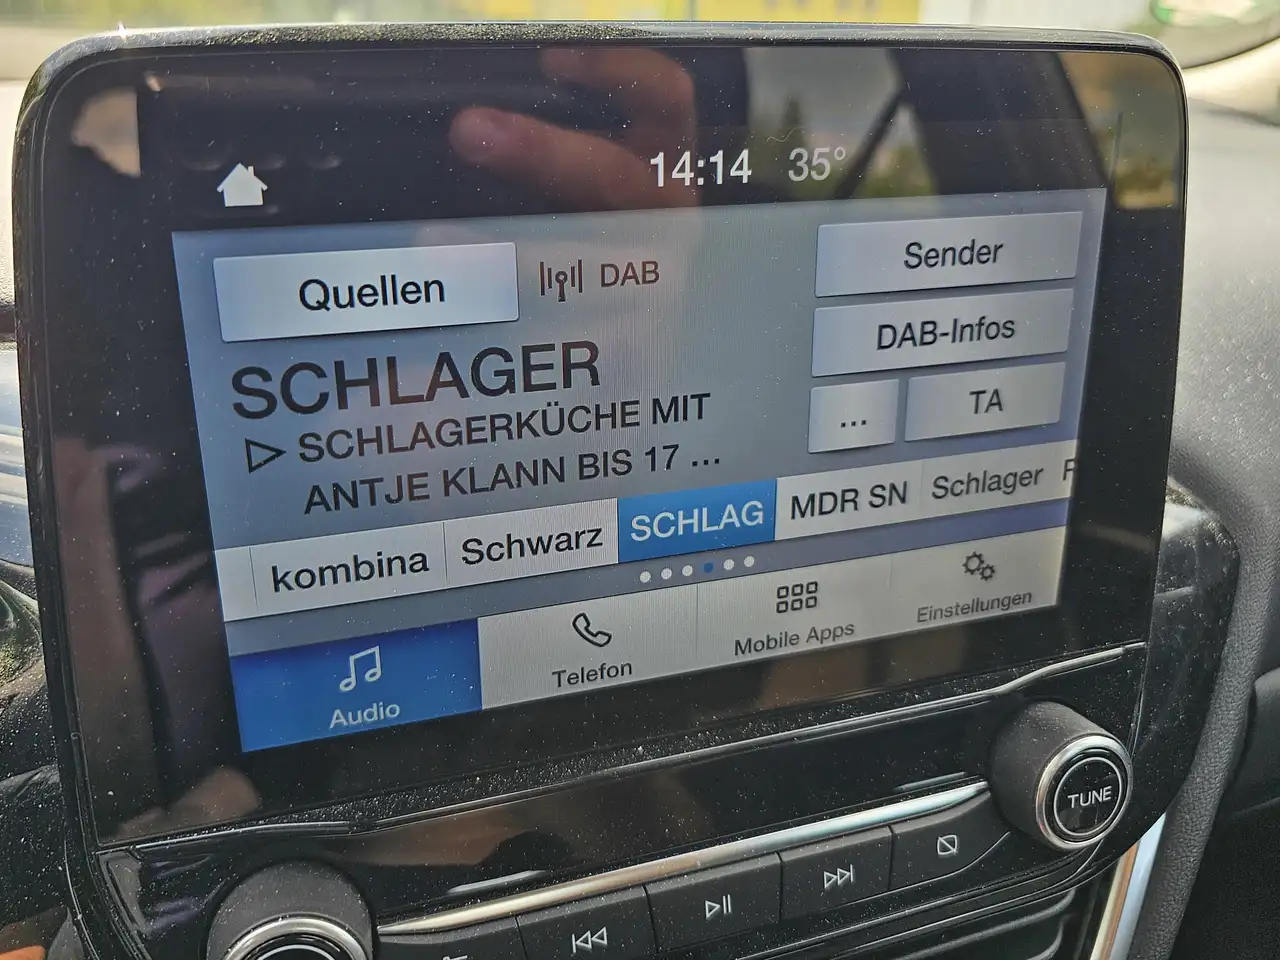 14:14 35°
Quellen
DAB
Sender
DAB-Infos
... TA
SCHLAGER
SCHLAGERKÜCHE MIT
ANTJE KLANN BIS 17 ...
kombina Schwarz SCHLAG MDR SN Schlager
Audio Telefon Mobile Apps Einstellungen
TUNE